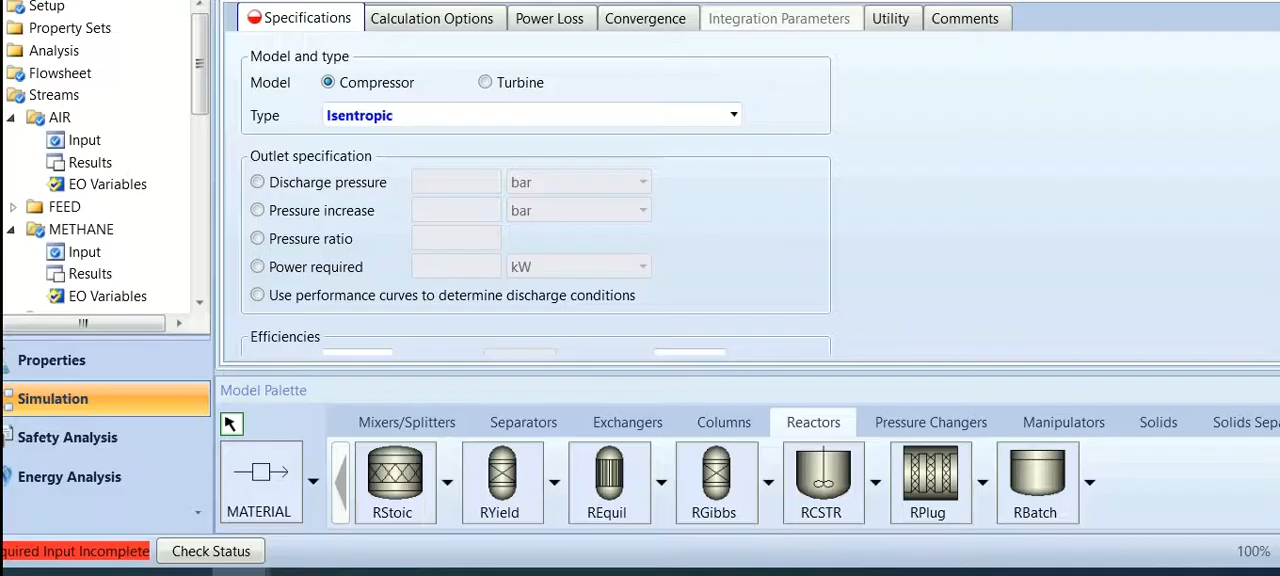 Setup
Property Sets
Analysis
Flowsheet
Streams
AIR
Input
Results
EO Variables
FEED
METHANE
Input
Results
EO Variables
Properties
Simulation
Safety Analysis
Energy Analysis
Specifications Calculation Options Power Loss Convergence Integration Parameters Utility Comments
Model and type
Model Compressor Turbine
Type Isentropic
Outlet specification
Discharge pressure bar
Pressure increase bar
Pressure ratio
Power required kW
Use performance curves to determine discharge conditions
Efficiencies
Model Palette
Mixers/Splitters Separators Exchangers Columns Reactors Pressure Changers Manipulators Solids Solids Sepa
MATERIAL RStoic RYield REquil RGibbs RCSTR RPlug RBatch
quired Input Incomplete Check Status 100%